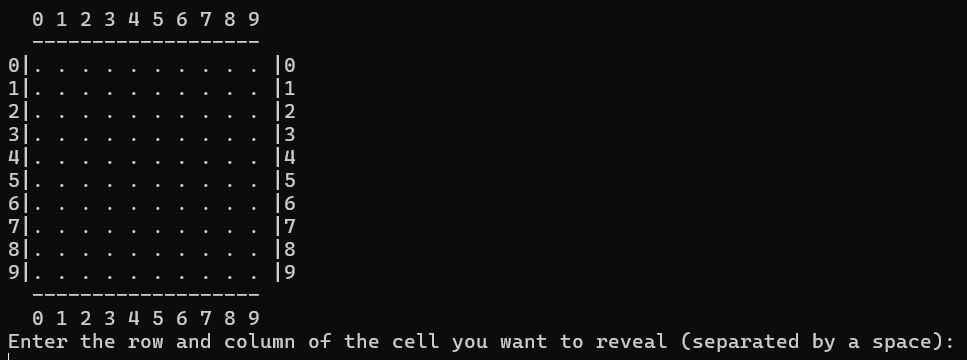 0 1 2 3 4 5 6 7 8 9
  -------------------
0|. . . . . . . . . . |0
1|. . . . . . . . . . |1
2|. . . . . . . . . . |2
3|. . . . . . . . . . |3
4|. . . . . . . . . . |4
5|. . . . . . . . . . |5
6|. . . . . . . . . . |6
7|. . . . . . . . . . |7
8|. . . . . . . . . . |8
9|. . . . . . . . . . |9
  -------------------
  0 1 2 3 4 5 6 7 8 9
Enter the row and column of the cell you want to reveal (separated by a space):